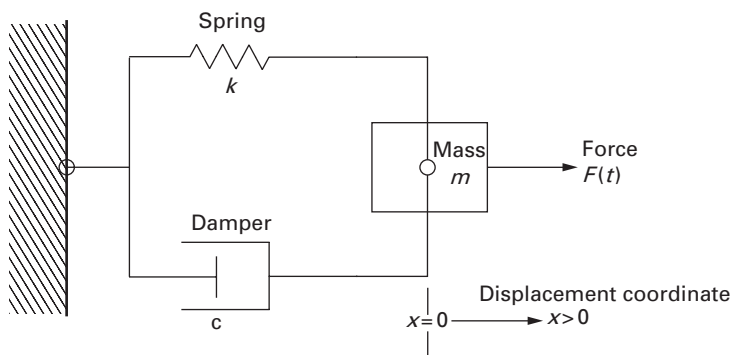 Spring
k
Mass
m
Force
F(t)
Damper
c
Displacement coordinate
x=0
x>0